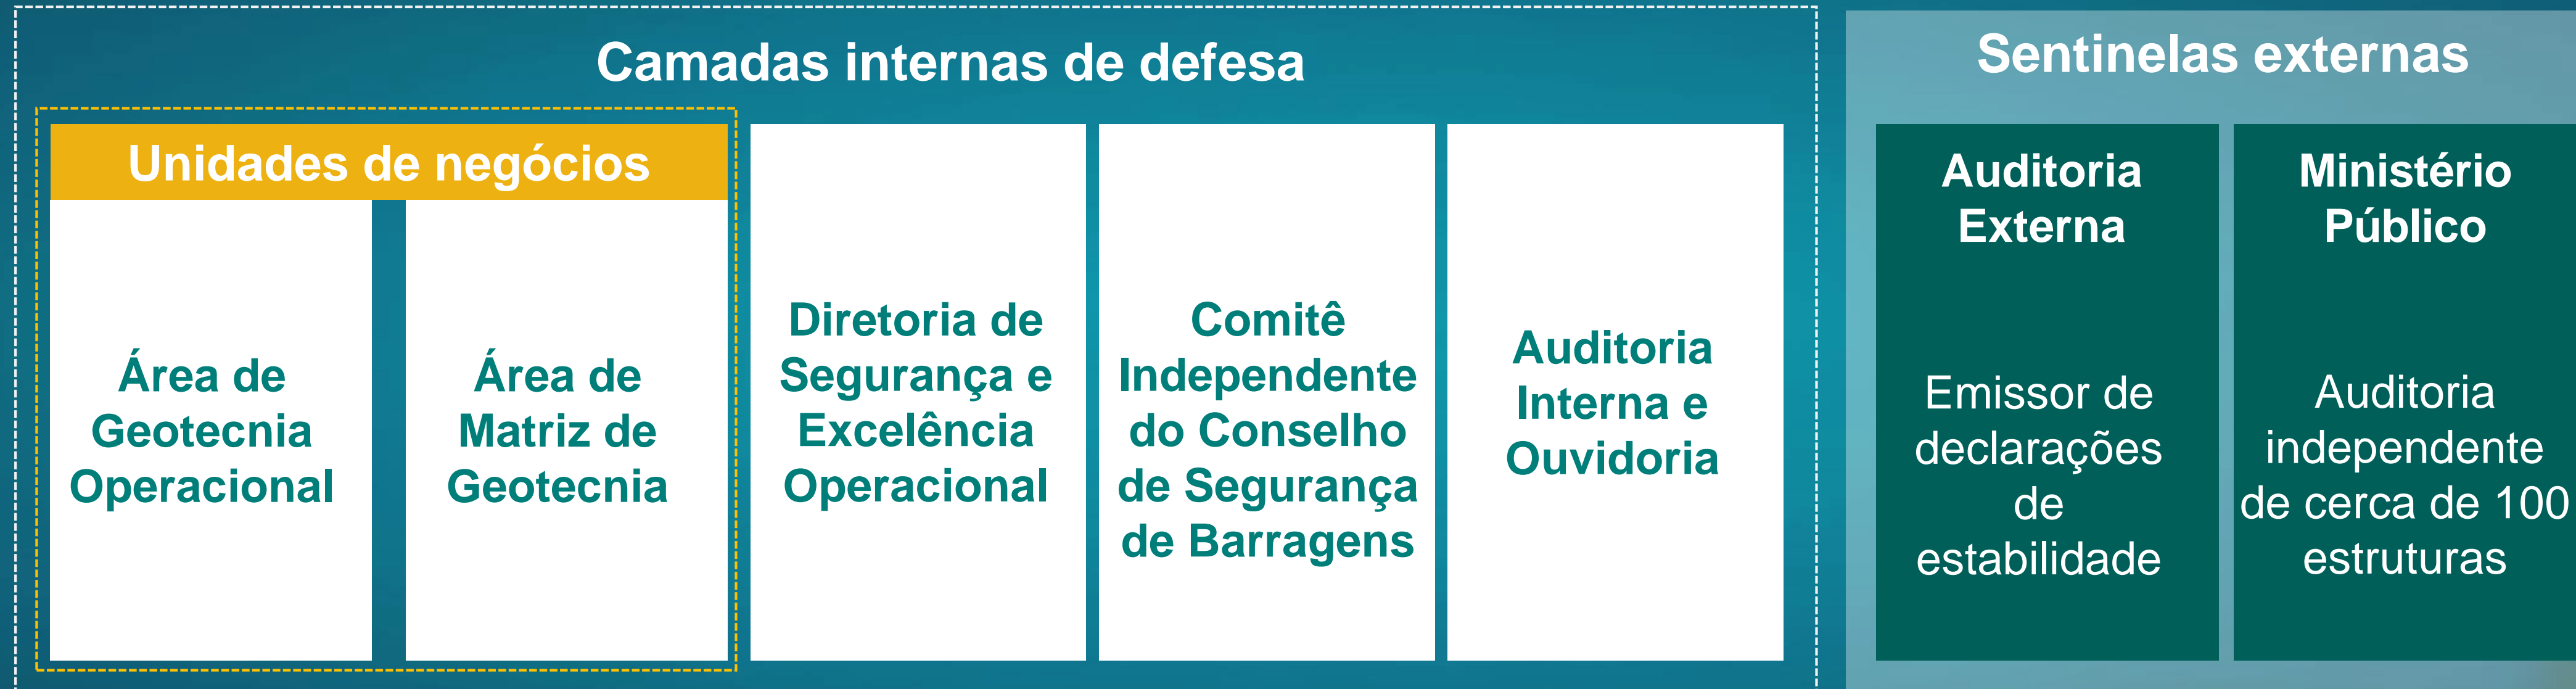 Camadas internas de defesa
Unidades de negócios
Área de
Geotecnia
Operacional
Área de
Matriz de
Geotecnia
Diretoria de
Segurança e
Excelência
Operacional
Comitê
Independente
do Conselho
de Segurança
de Barragens
Auditoria
Interna e
Ouvidoria
Sentinelas externas
Auditoria
Externa
Emissor de
declarações
de
estabilidade
Ministério
Público
Auditoria
independente
de cerca de 100
estruturas